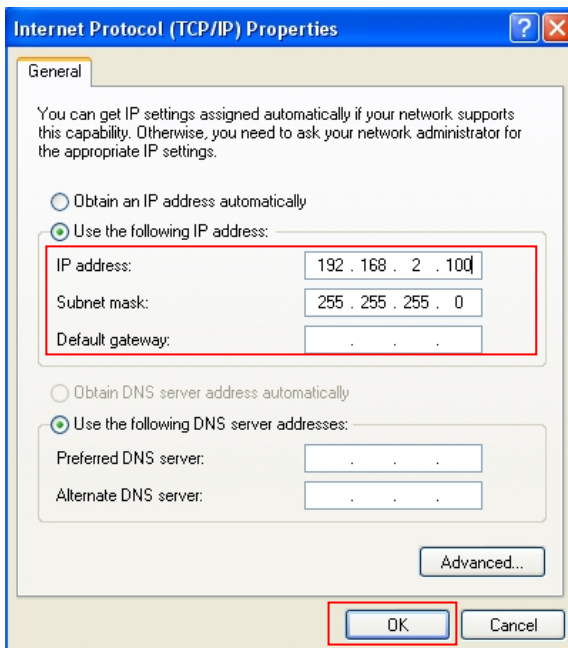 Internet Protocol (TCP/IP) Properties
General
You can get IP settings assigned automatically if your network supports
this capability. Otherwise, you need to ask your network administrator for
the appropriate IP settings.
Obtain an IP address automatically
Use the following IP address:
IP address: 192 . 168 . 2 . 100
Subnet mask: 255 . 255 . 255 . 0
Default gateway: . . .
Obtain DNS server address automatically
Use the following DNS server addresses:
Preferred DNS server: . . .
Alternate DNS server: . . .
Advanced...
OK Cancel